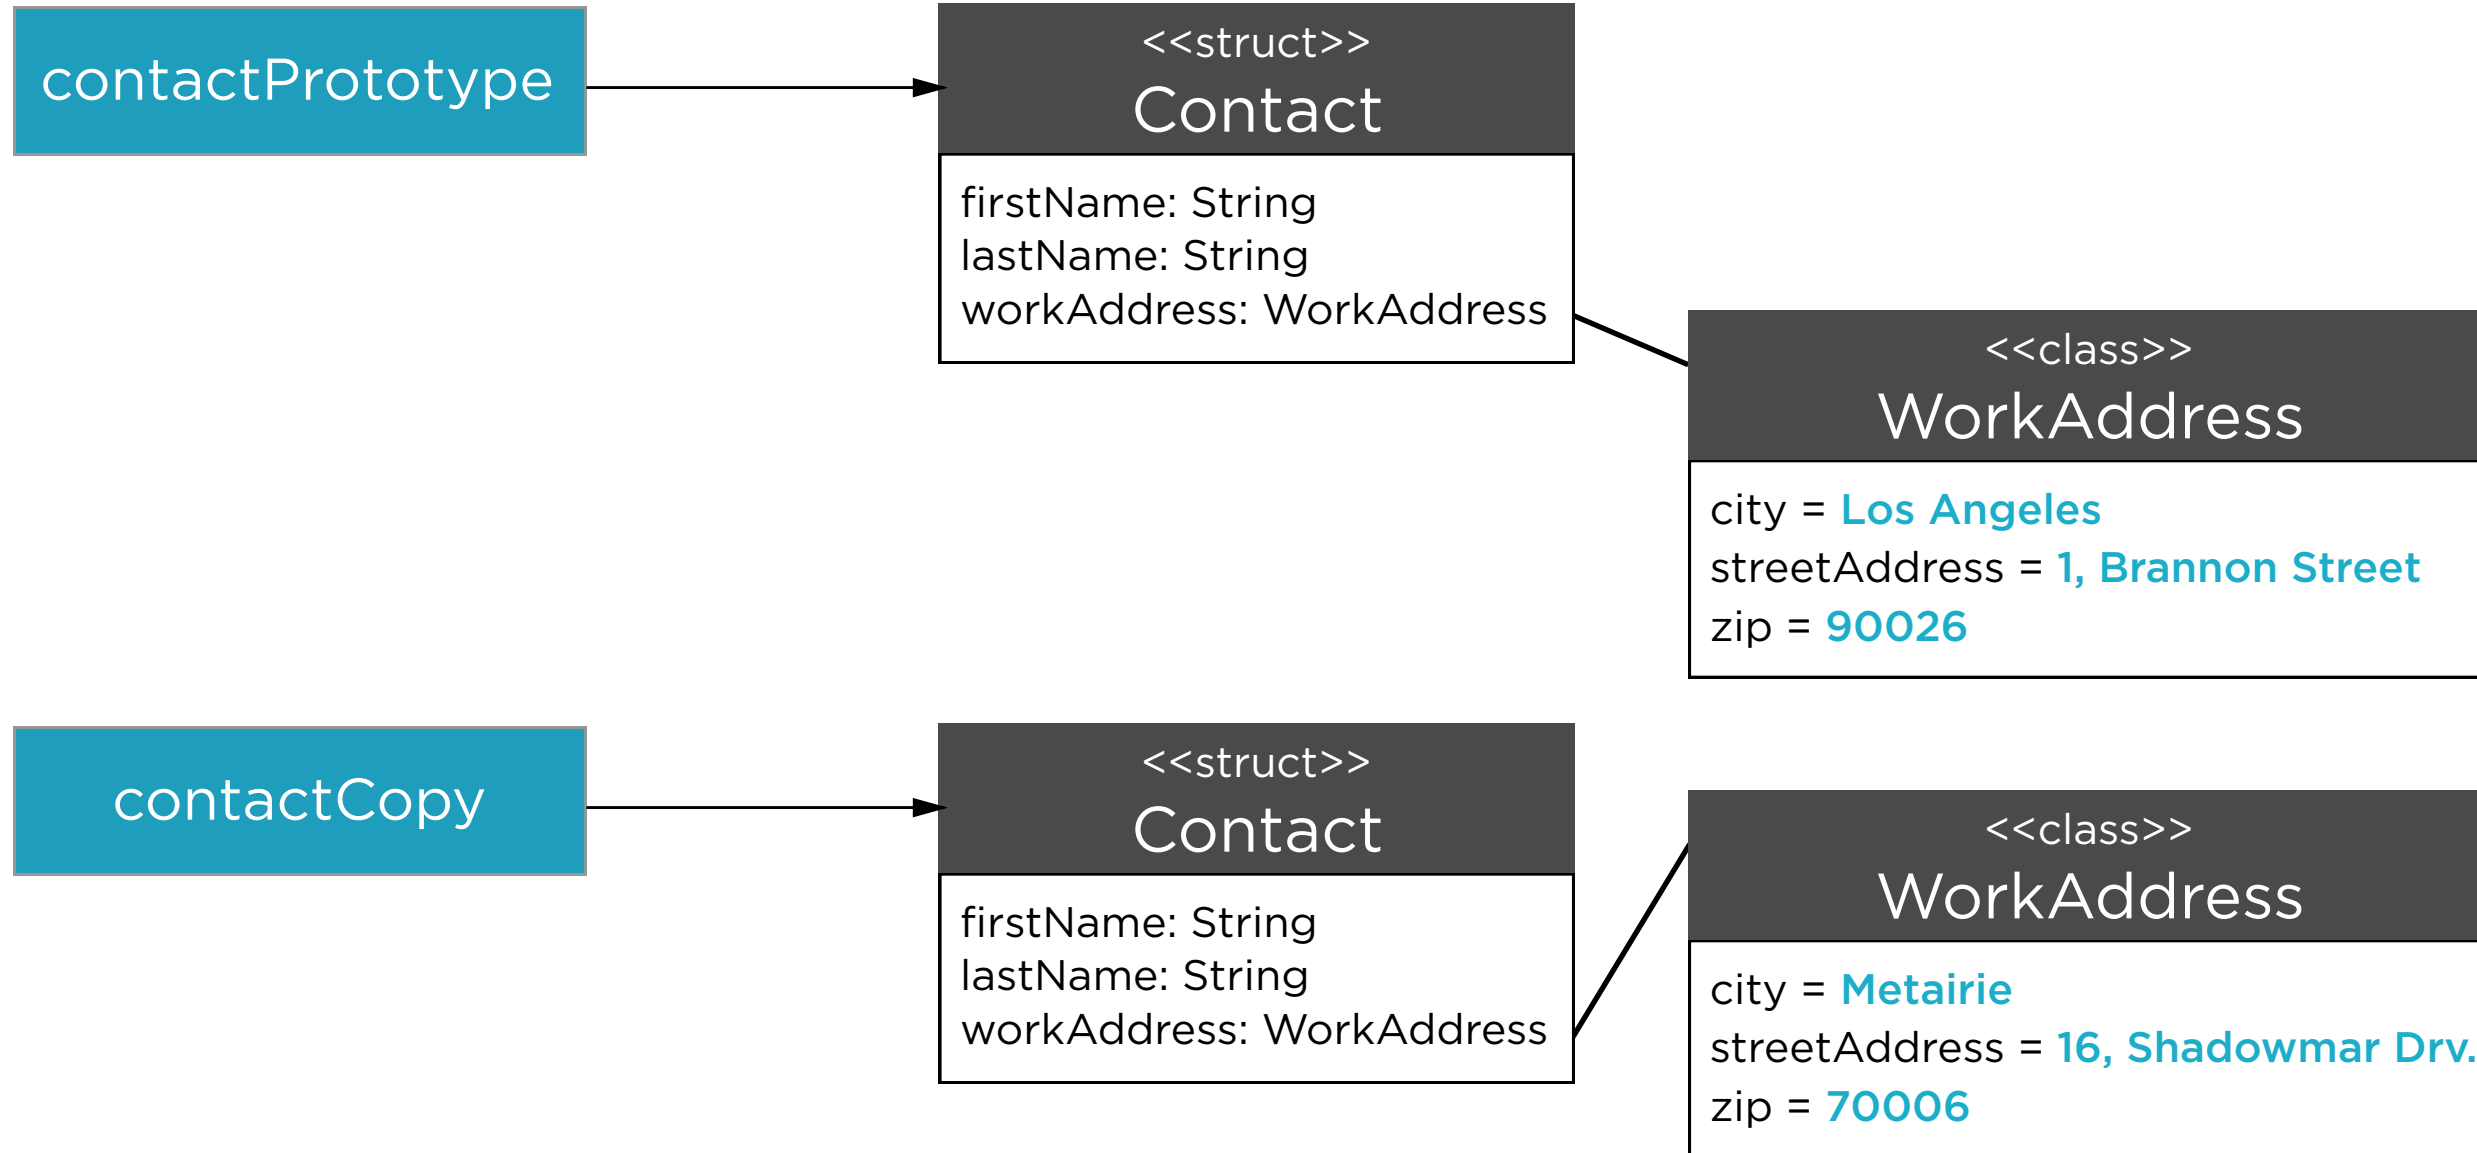 contactPrototype
<<struct>>
Contact
firstName: String
lastName: String
workAddress: WorkAddress
<<class>>
WorkAddress
city = Los Angeles
streetAddress = 1, Brannon Street
zip = 90026
contactCopy
<<struct>>
Contact
firstName: String
lastName: String
workAddress: WorkAddress
<<class>>
WorkAddress
city = Metairie
streetAddress = 16, Shadowmar Drv.
zip = 70006